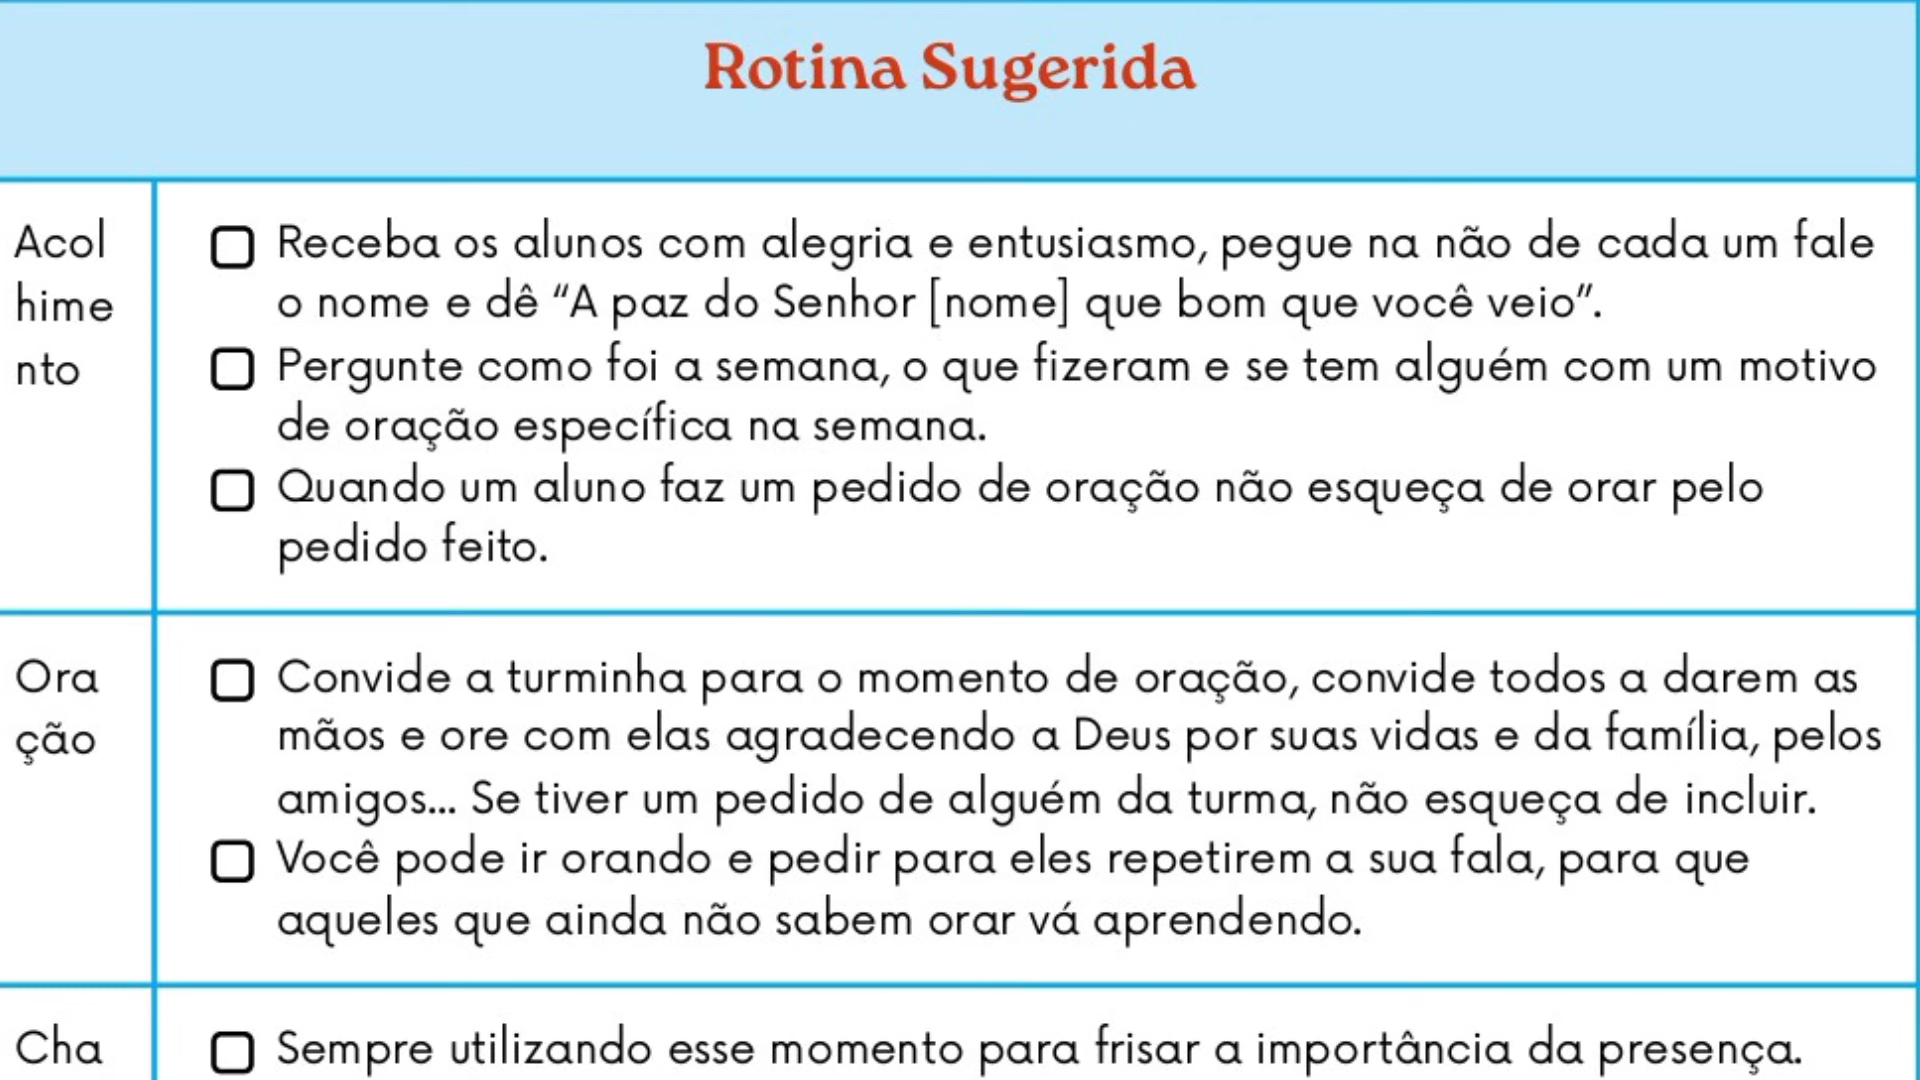 Rotina Sugerida
Acol
hime
nto
Receba os alunos com alegria e entusiasmo, pegue na não de cada um fale
o nome e dê “A paz do Senhor [nome] que bom que você veio”.
Pergunte como foi a semana, o que fizeram e se tem alguém com um motivo
de oração específica na semana.
Quando um aluno faz um pedido de oração não esqueça de orar pelo
pedido feito.
Ora
ção
Convide a turminha para o momento de oração, convide todos a darem as
mãos e ore com elas agradecendo a Deus por suas vidas e da família, pelos
amigos... Se tiver um pedido de alguém da turma, não esqueça de incluir.
Você pode ir orando e pedir para eles repetirem a sua fala, para que
aqueles que ainda não sabem orar vá aprendendo.
Cha
Sempre utilizando esse momento para frisar a importância da presença.